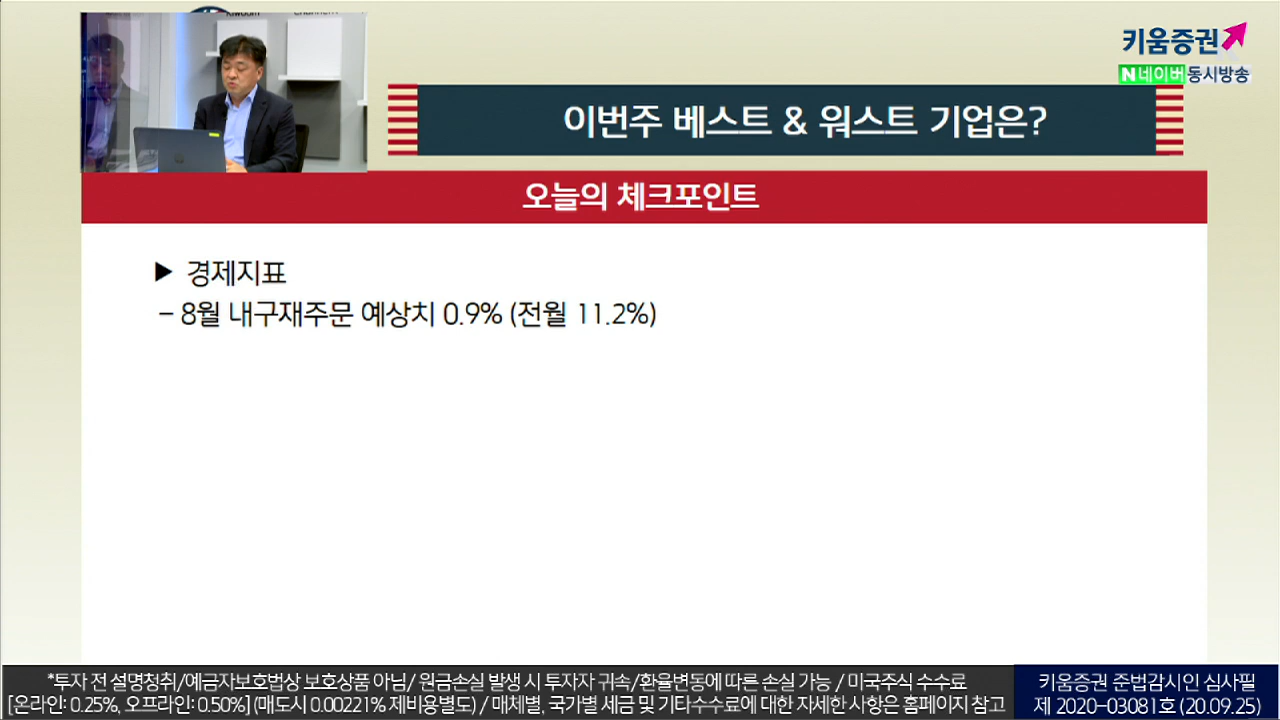 키움증권
N 네이버 동시방송
이번주 베스트 & 워스트 기업은?
오늘의 체크포인트
▶ 경제지표
– 8월 내구재주문 예상치 0.9% (전월 11.2%)
*투자 전 설명청취/예금자보호법상 보호상품 아님/ 원금손실 발생 시 투자자 귀속/환율변동에 따른 손실 가능 / 미국주식 수수료
[온라인: 0.25%, 오프라인: 0.50%] (매도시 0.00221% 제비용별도) / 매체별, 국가별 세금 및 기타수수료에 대한 자세한 사항은 홈페이지 참고
키움증권 준법감시인 심사필
제 2020-03081호 (20.09.25)